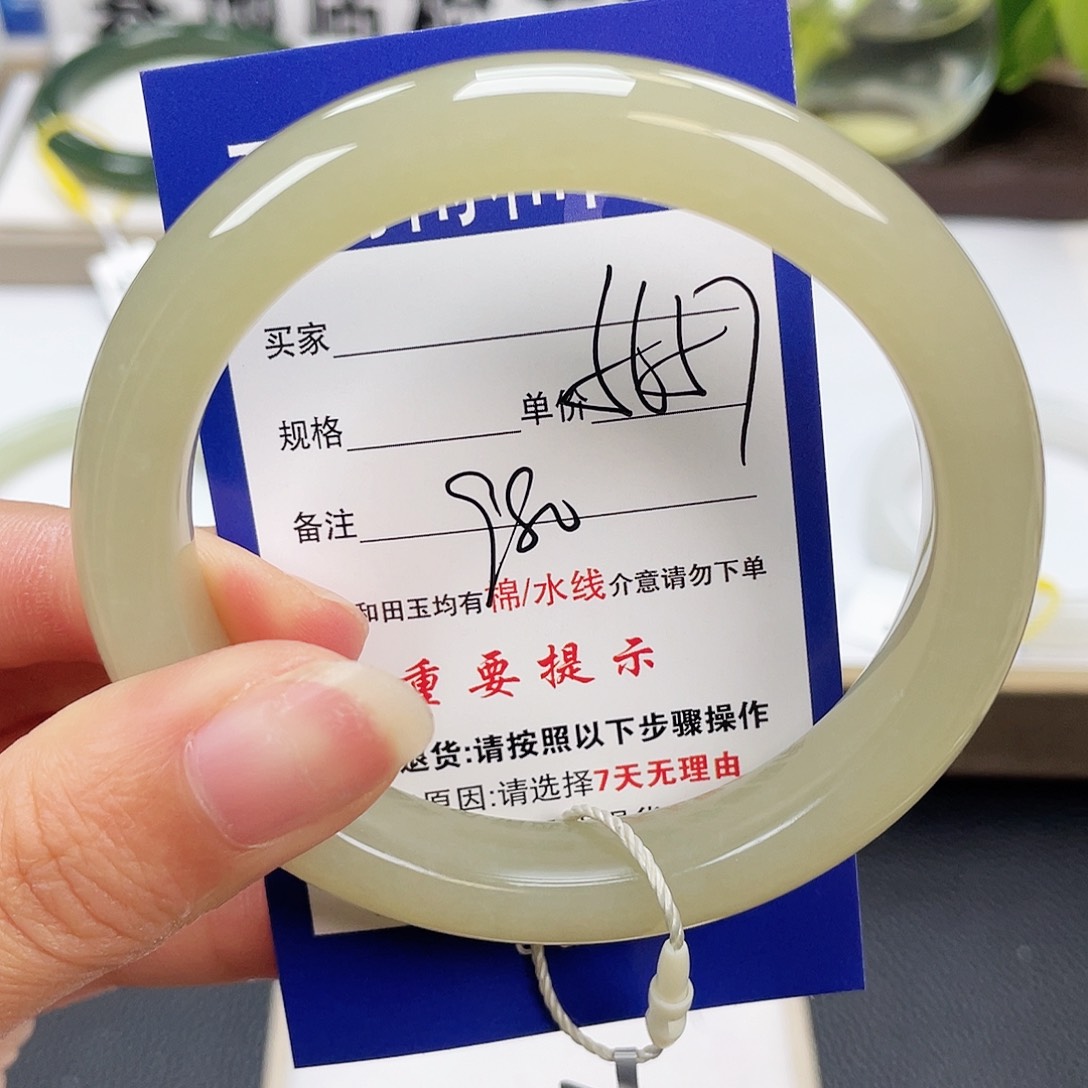 买家
规格 单价
备注 980
和田玉均有棉/水线介意请勿下单
重要提示
退货:请按照以下步骤操作
原因:请选择7天无理由